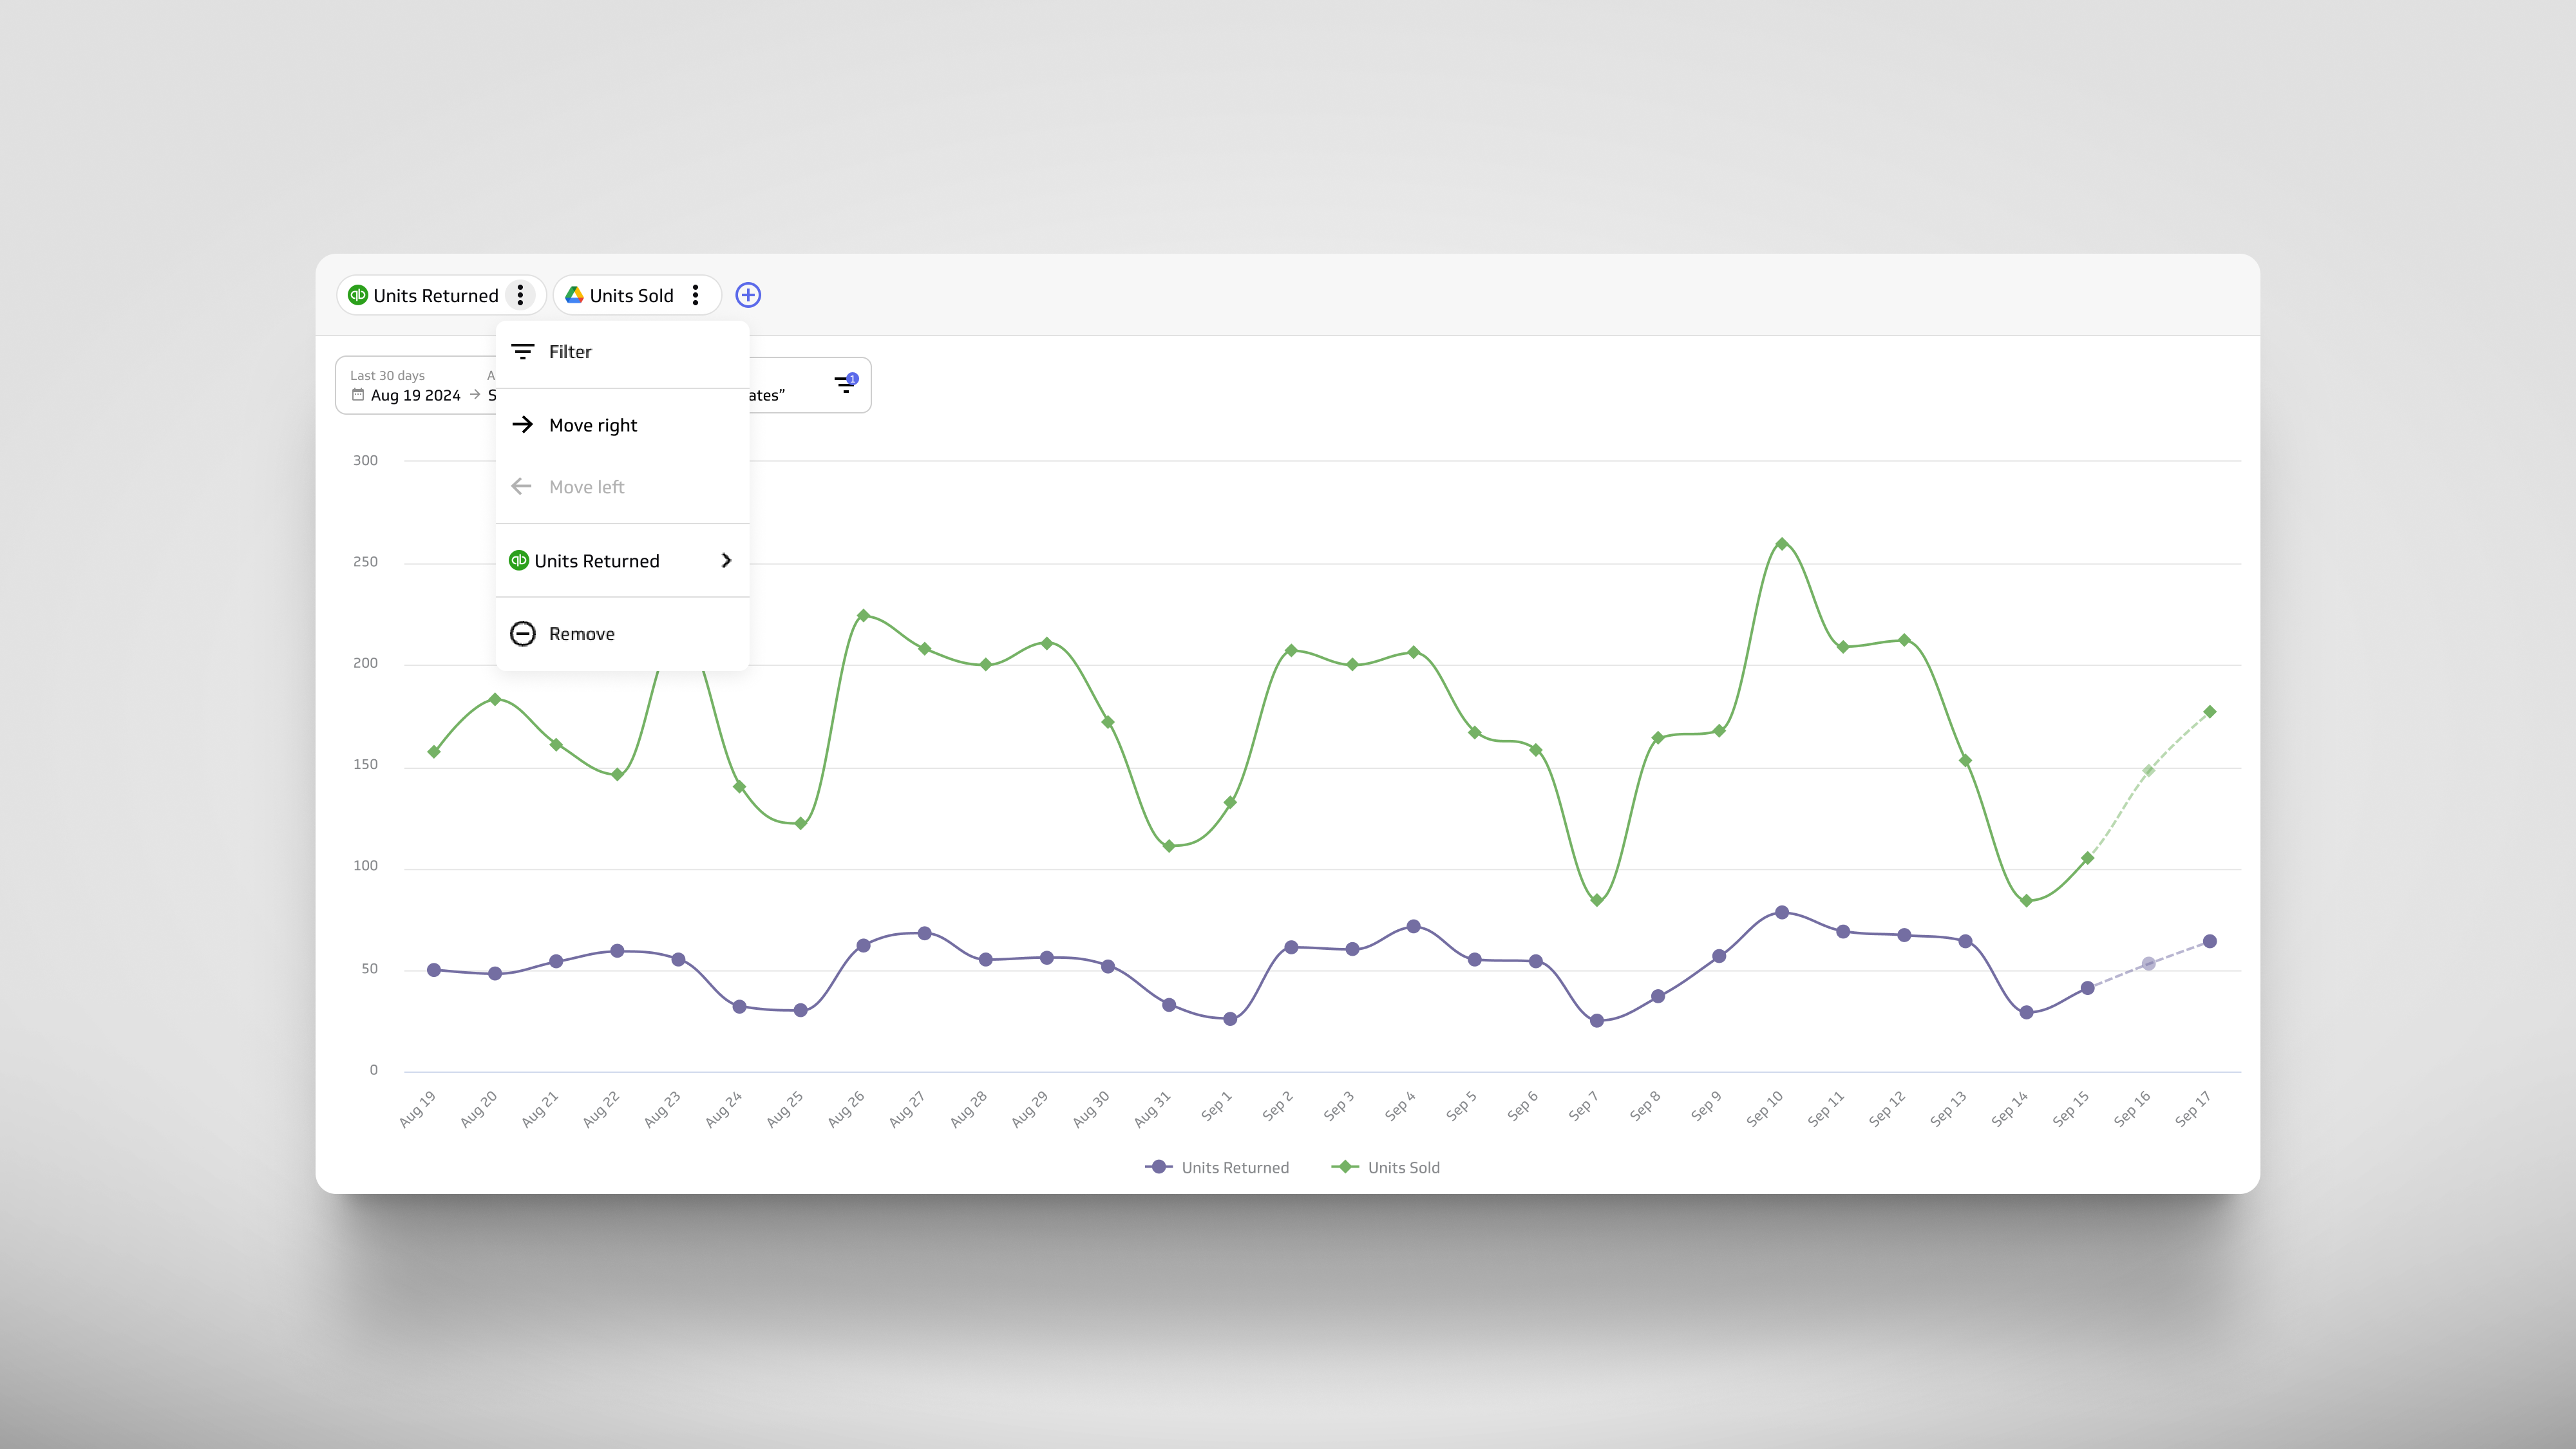 Units Returned
Units Sold
Filter
Last 30 days
Aug 19 2024
ates”
1
Move right
Move left
Units Returned
Remove
300
250
200
150
100
50
0
Aug 19
Aug 20
Aug 21
Aug 22
Aug 23
Aug 24
Aug 25
Aug 26
Aug 27
Aug 28
Aug 29
Aug 30
Aug 31
Sep 1
Sep 2
Sep 3
Sep 4
Sep 5
Sep 6
Sep 7
Sep 8
Sep 9
Sep 10
Sep 11
Sep 12
Sep 13
Sep 14
Sep 15
Sep 16
Sep 17
Units Returned
Units Sold